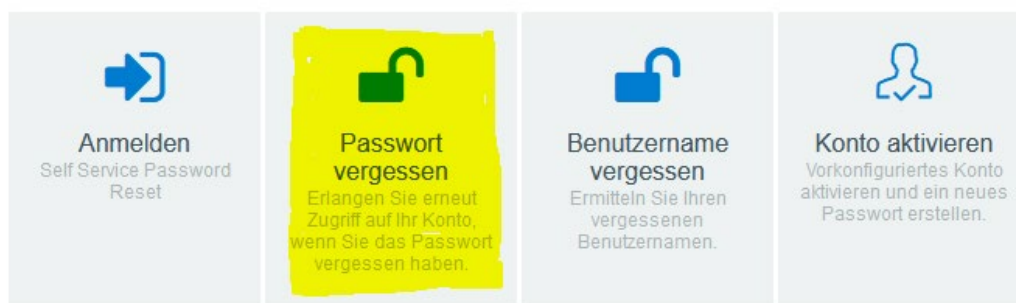 Anmelden
Self Service Password
Reset
Passwort
vergessen
Erlangen Sie erneut
Zugriff auf Ihr Konto,
wenn Sie das Passwort
vergessen haben.
Benutzername
vergessen
Ermitteln Sie Ihren
vergessenen
Benutzernamen.
Konto aktivieren
Vorkonfiguriertes Konto
aktivieren und ein neues
Passwort erstellen.